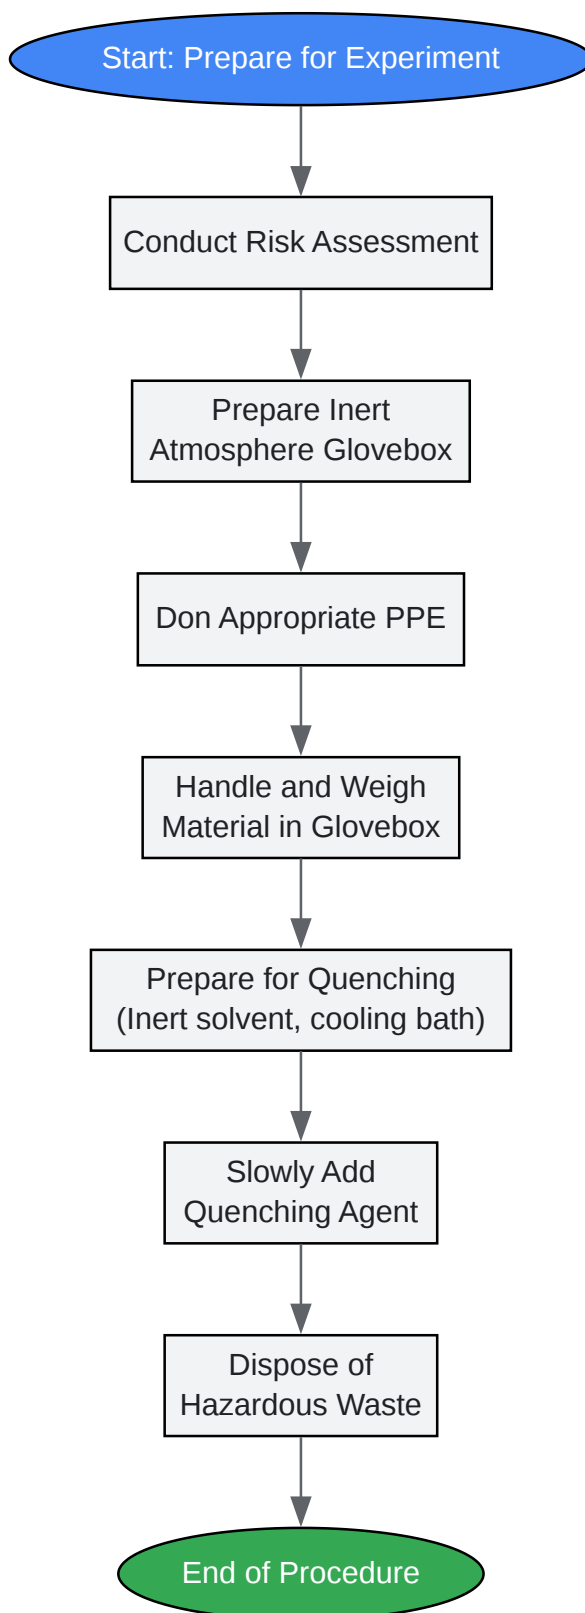 Start: Prepare for Experiment
Conduct Risk Assessment
Prepare Inert
Atmosphere Glovebox
Don Appropriate PPE
Handle and Weigh
Material in Glovebox
Prepare for Quenching
(Inert solvent, cooling bath)
Slowly Add
Quenching Agent
Dispose of
Hazardous Waste
End of Procedure